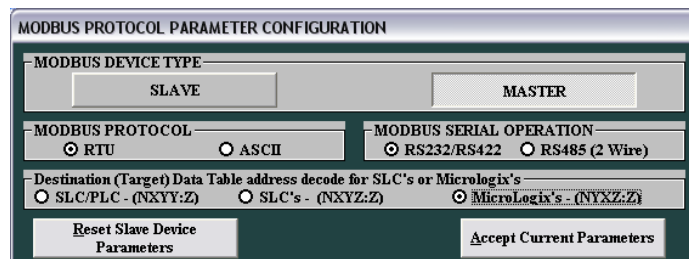 MODBUS PROTOCOL PARAMETER CONFIGURATION
MODBUS DEVICE TYPE
SLAVE MASTER
MODBUS PROTOCOL MODBUS SERIAL OPERATION
RTU ASCII RS232/RS422 RS485 (2 Wire)
Destination (Target) Data Table address decode for SLC's or Micrologix's
SLC/PLC - (NXYY:Z) SLC's - (NXYZ:Z) MicroLogix's - (NYXZ:Z)
Reset Slave Device
Parameters
Accept Current Parameters